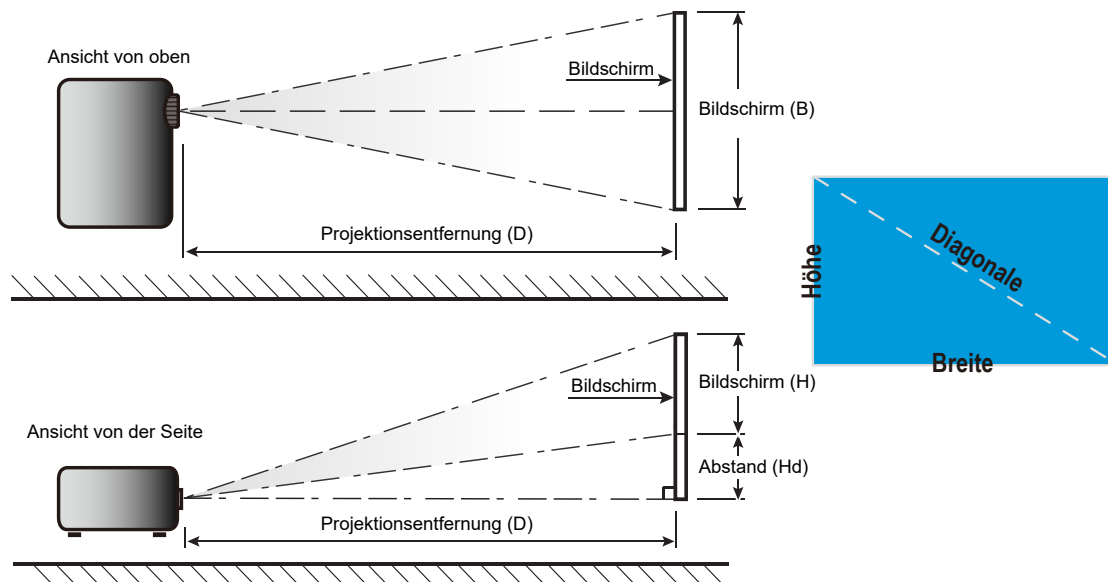 Ansicht von oben
Bildschirm
Bildschirm (B)
Projektionsentfernung (D)
Höhe
Diagonale
Breite
Ansicht von der Seite
Bildschirm
Bildschirm (H)
Abstand (Hd)
Projektionsentfernung (D)